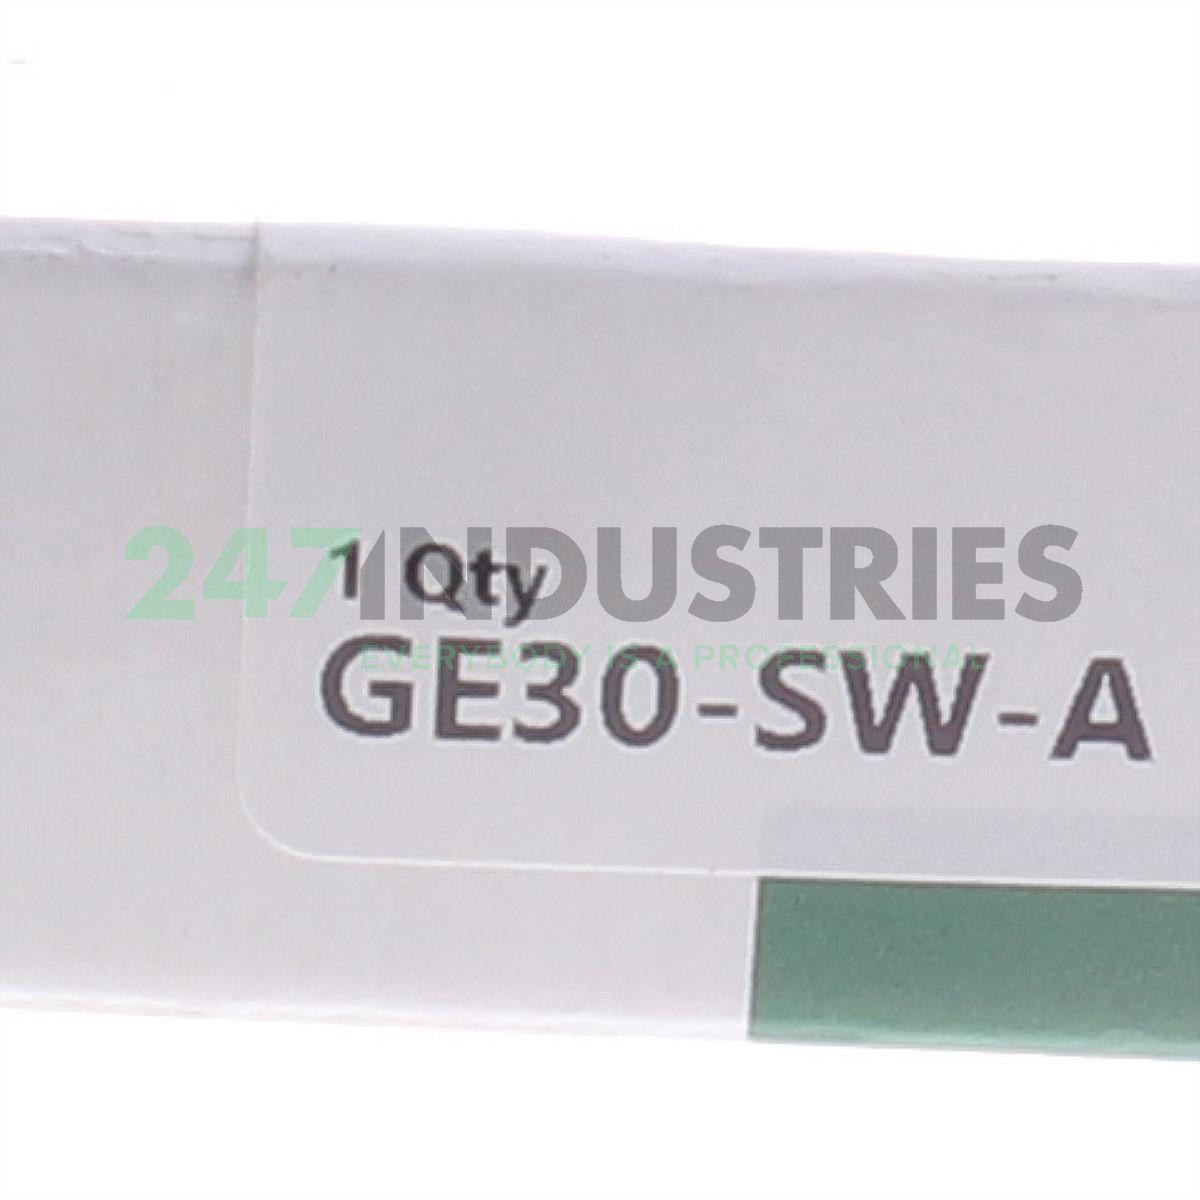 247INDUSTRIES
1 Qty
EVERYBODY IS A PROFESSIONAL
GE30-SW-A